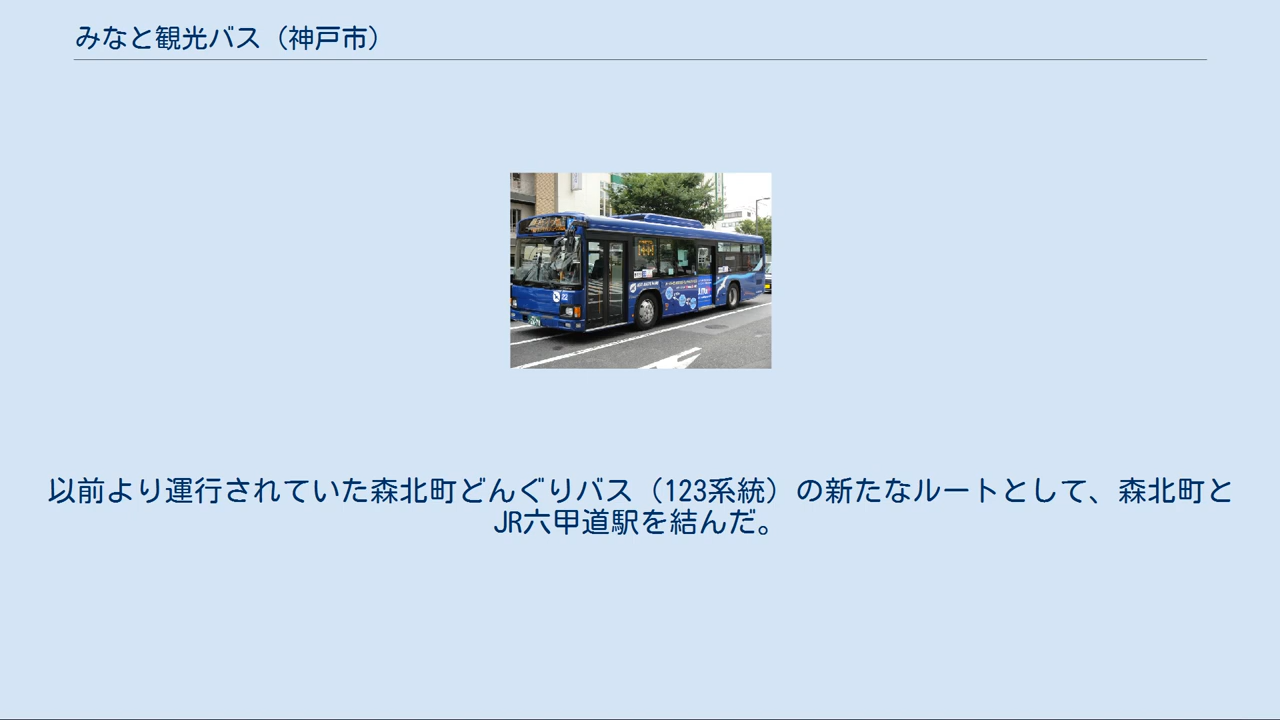 みなと観光バス（神戸市）
以前より運行されていた森北町どんぐりバス（123系統）の新たなルートとして、森北町と
JR六甲道駅を結んだ。